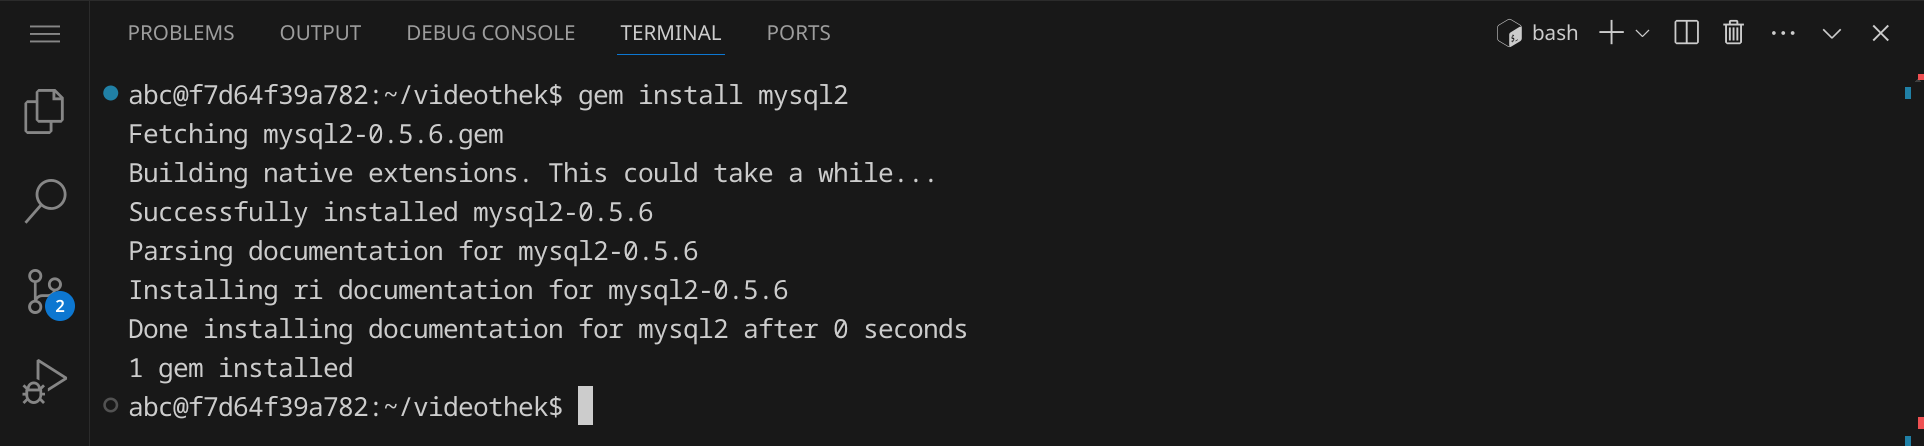 PROBLEMS OUTPUT DEBUG CONSOLE TERMINAL PORTS bash
abc@f7d64f39a782:~/videothek$ gem install mysql2
Fetching mysql2-0.5.6.gem
Building native extensions. This could take a while...
Successfully installed mysql2-0.5.6
Parsing documentation for mysql2-0.5.6
Installing ri documentation for mysql2-0.5.6
2
Done installing documentation for mysql2 after 0 seconds
1 gem installed
abc@f7d64f39a782:~/videothek$